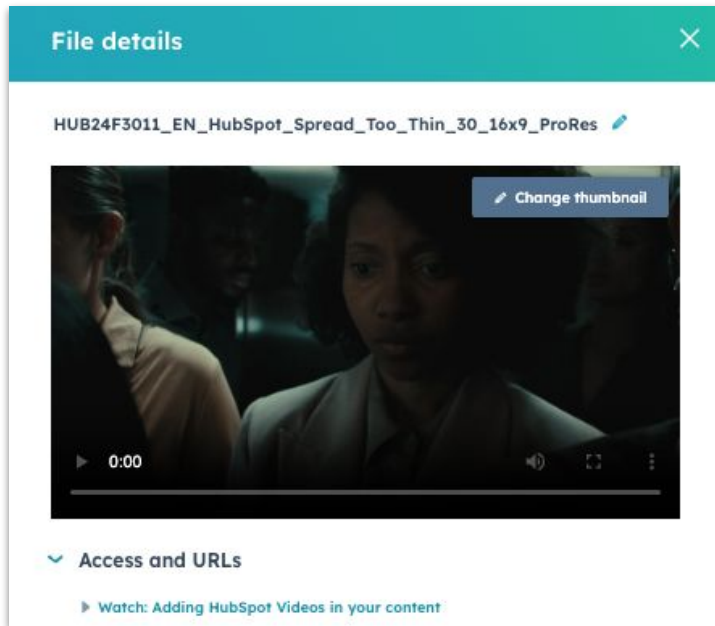 File details
HUB24F3011_EN_HubSpot_Spread_Too_Thin_30_16x9_ProRes
Change thumbnail
0:00
Access and URLs
Watch: Adding HubSpot Videos in your content